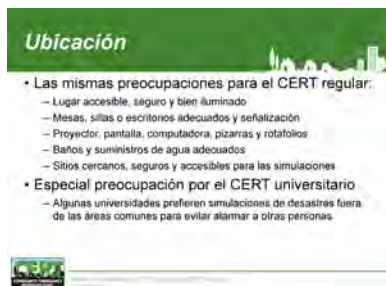 Ubicación
• Las mismas preocupaciones para el CERT regular:
– Lugar accesible, seguro y bien iluminado
– Mesas, sillas o escritorios adecuados y señalización
– Proyector, pantalla, computadora, pizarras y rotafolios
– Baños y suministros de agua adecuados
– Sitios cercanos, seguros y accesibles para las simulaciones
• Especial preocupación por el CERT universitario
– Algunas universidades prefieren simulaciones de desastres fuera
de las áreas comunes para evitar alarmar a otras personas
CERT